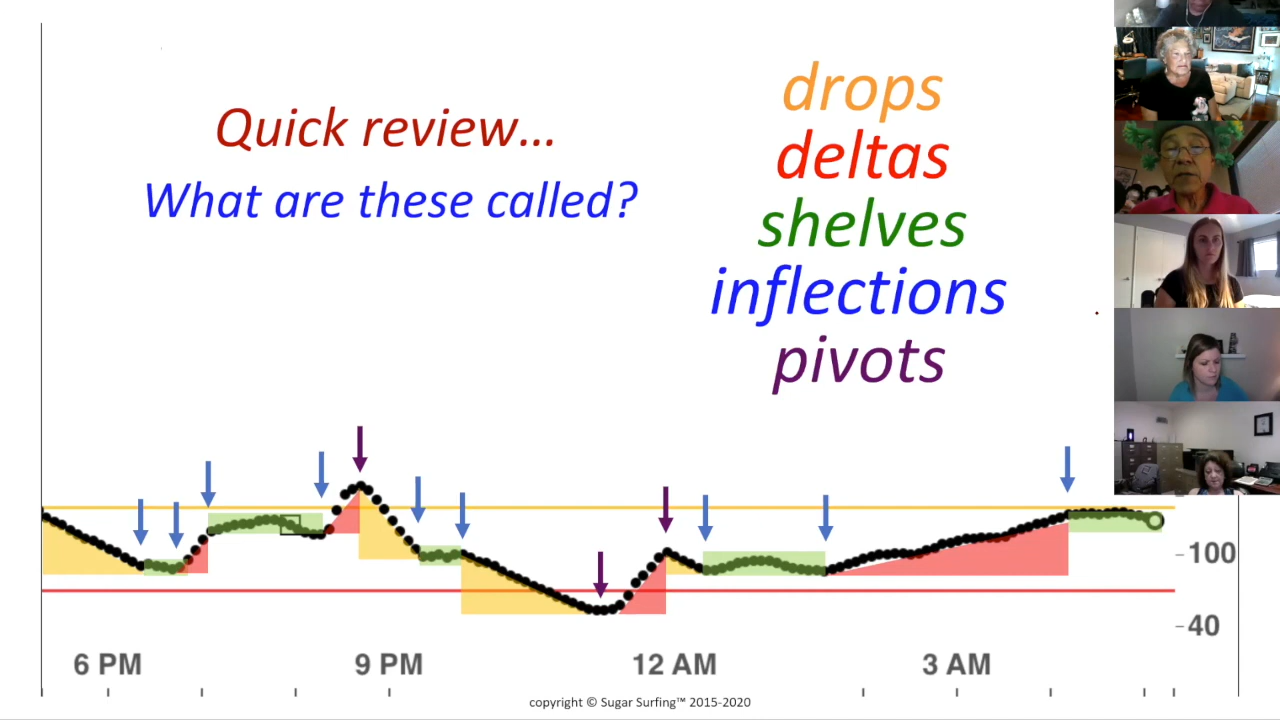 Quick review...
What are these called?
drops
deltas
shelves
inflections
pivots
-100
-40
6 PM
9 PM
12 AM
3 AM
copyright © Sugar Surfing™ 2015-2020